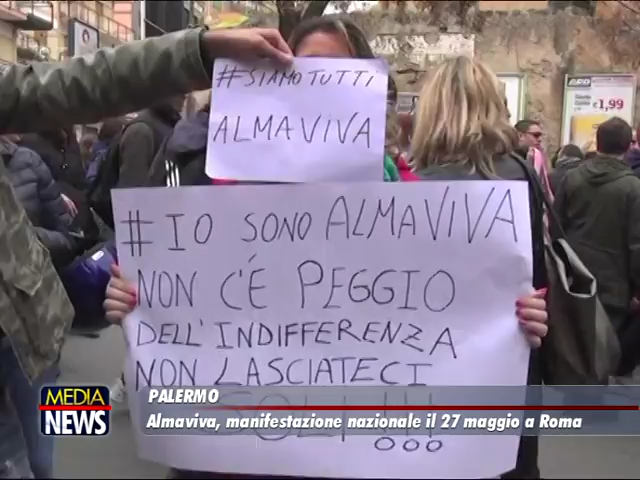 #SIAMO TUTTI
ALMAVIVA
# IO SONO ALMAVIVA
NON C'É PEGGIO
DELL'INDIFFERENZA
NON LASCIATECI
SOLI !!!
€1,99
MEDIA
NEWS
PALERMO
Almaviva, manifestazione nazionale il 27 maggio a Roma